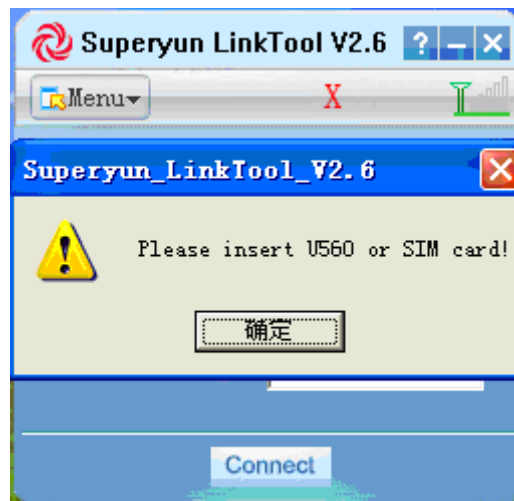 Superyun LinkTool V2.6
Menu
X
Superyun_LinkTool_V2.6
Please insert U560 or SIM card!
确定
Connect